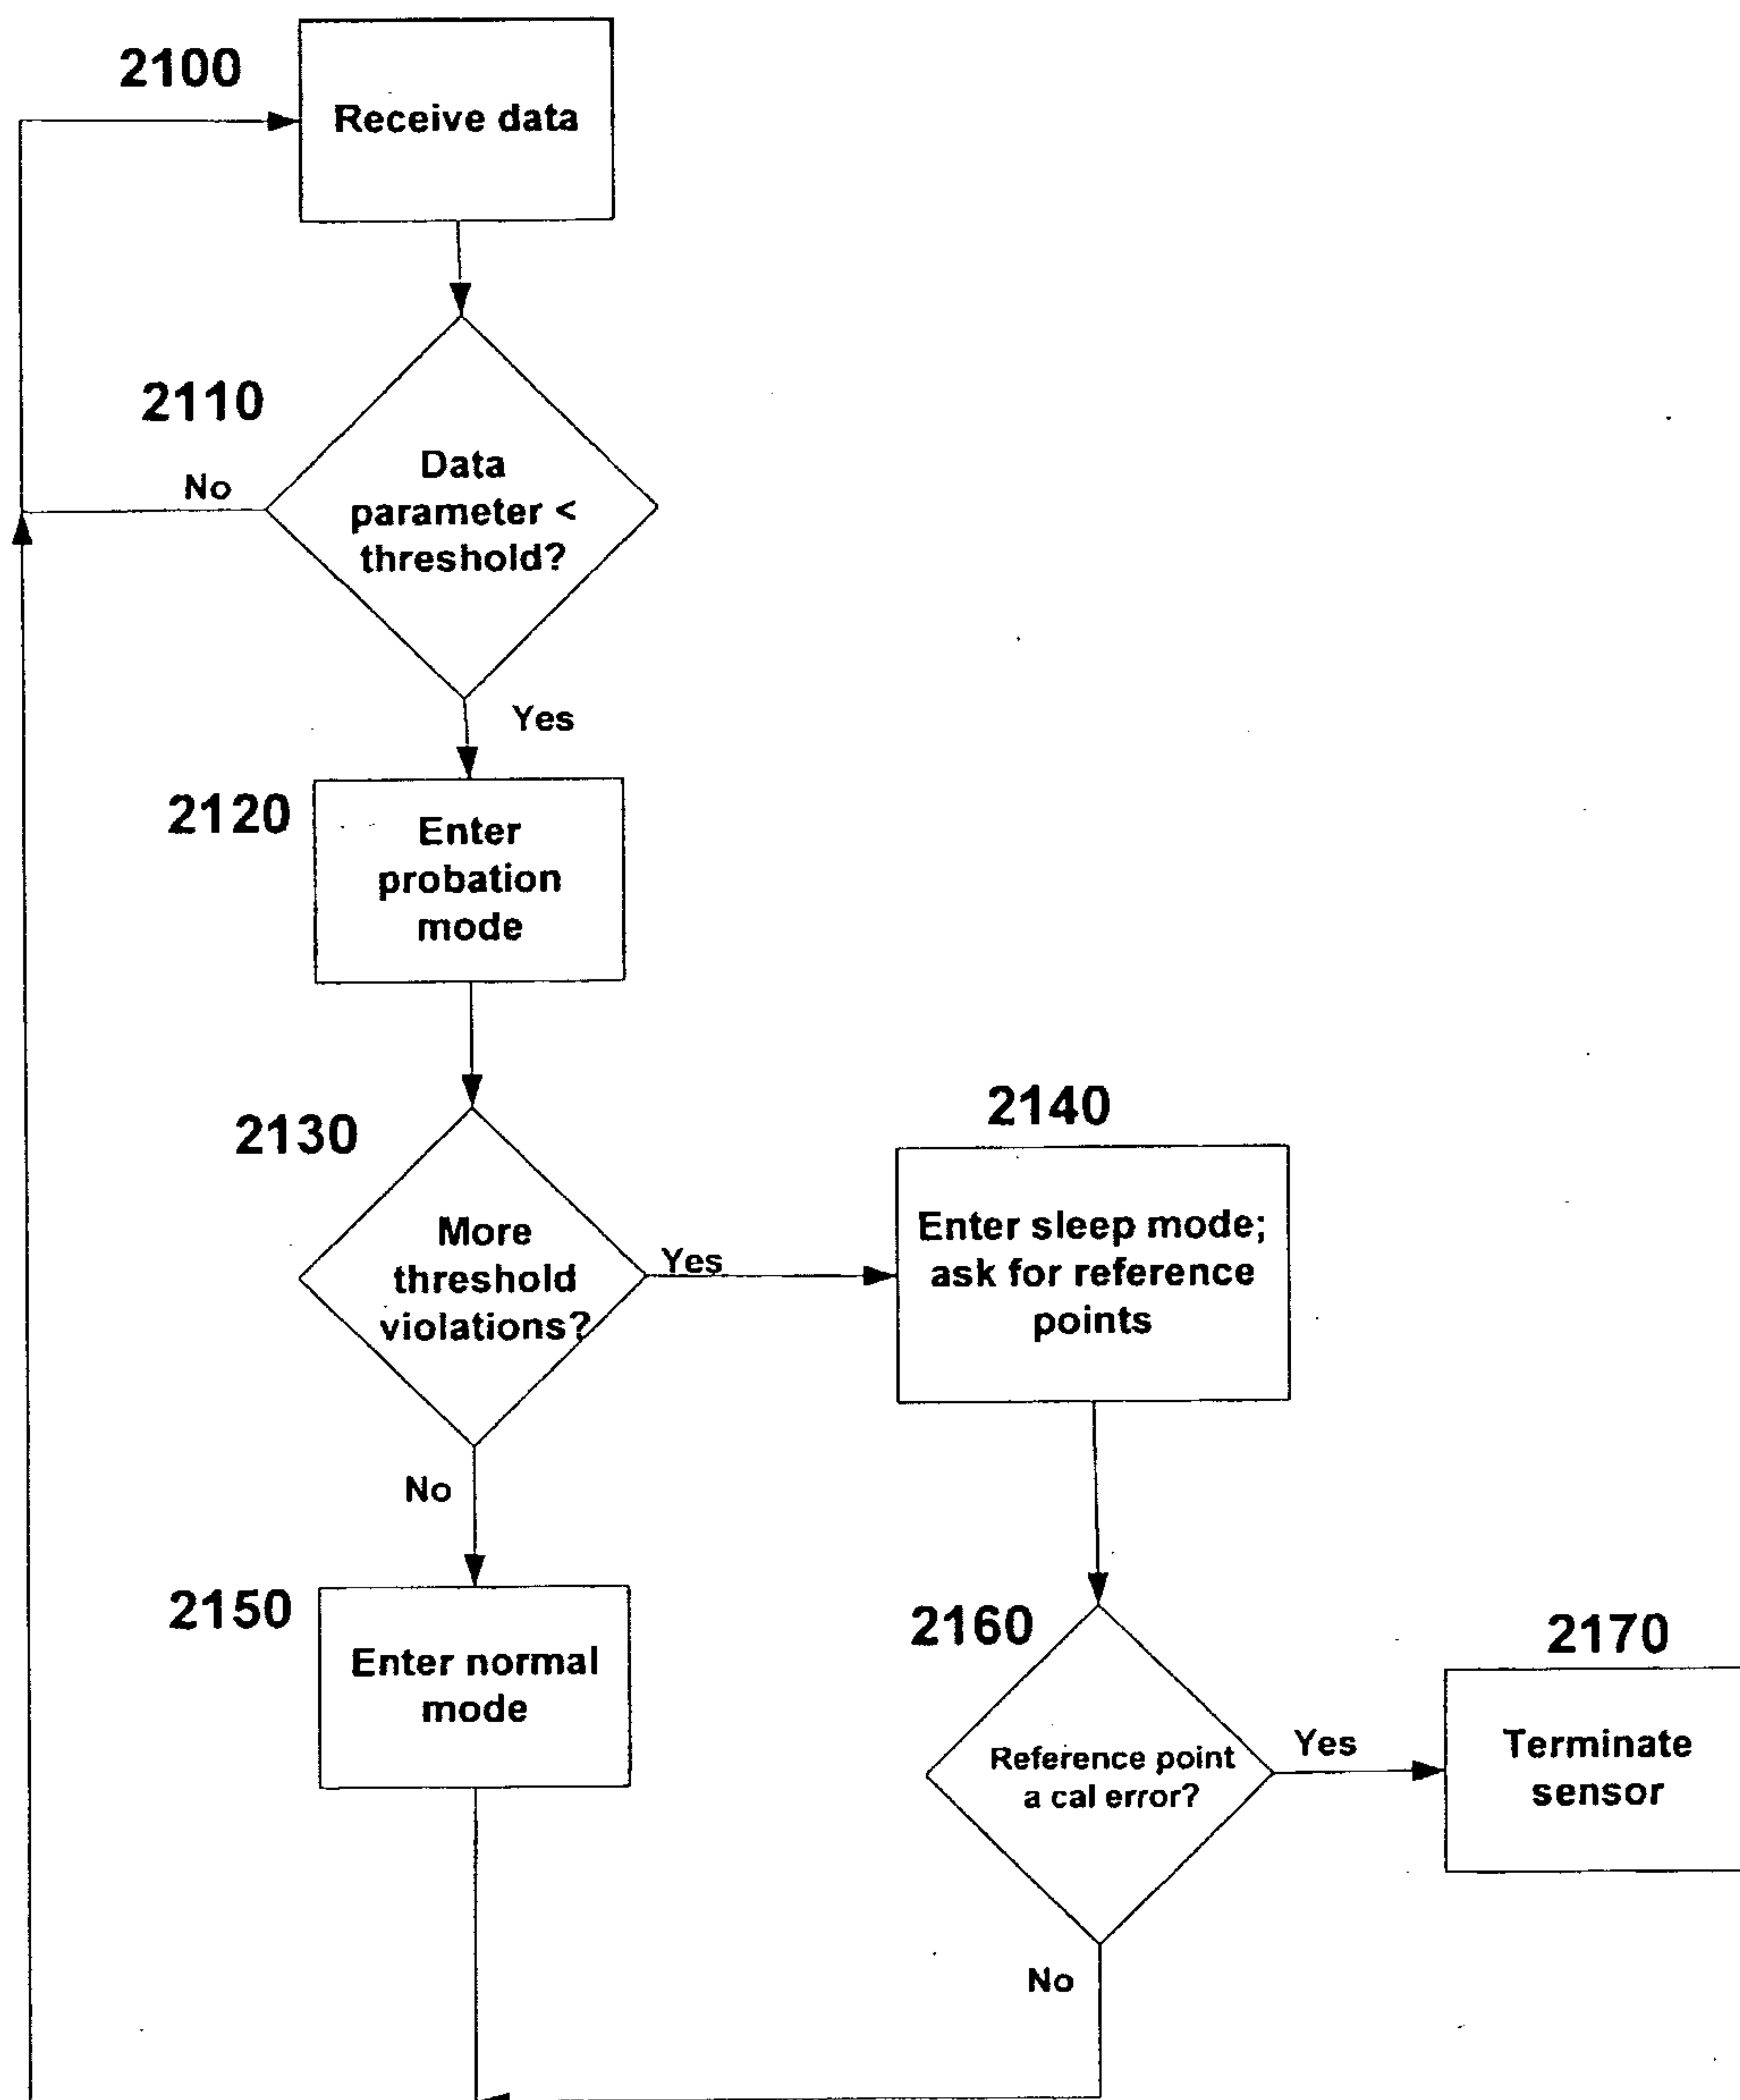 2100
Receive data
2110
Data
parameter <
threshold?
No
Yes
2120
Enter
probation
mode
2130
More
threshold
violations?
Yes
2140
Enter sleep mode;
ask for reference
points
No
2150
Enter normal
mode
2160
Reference point
a cal error?
Yes
2170
Terminate
sensor
No